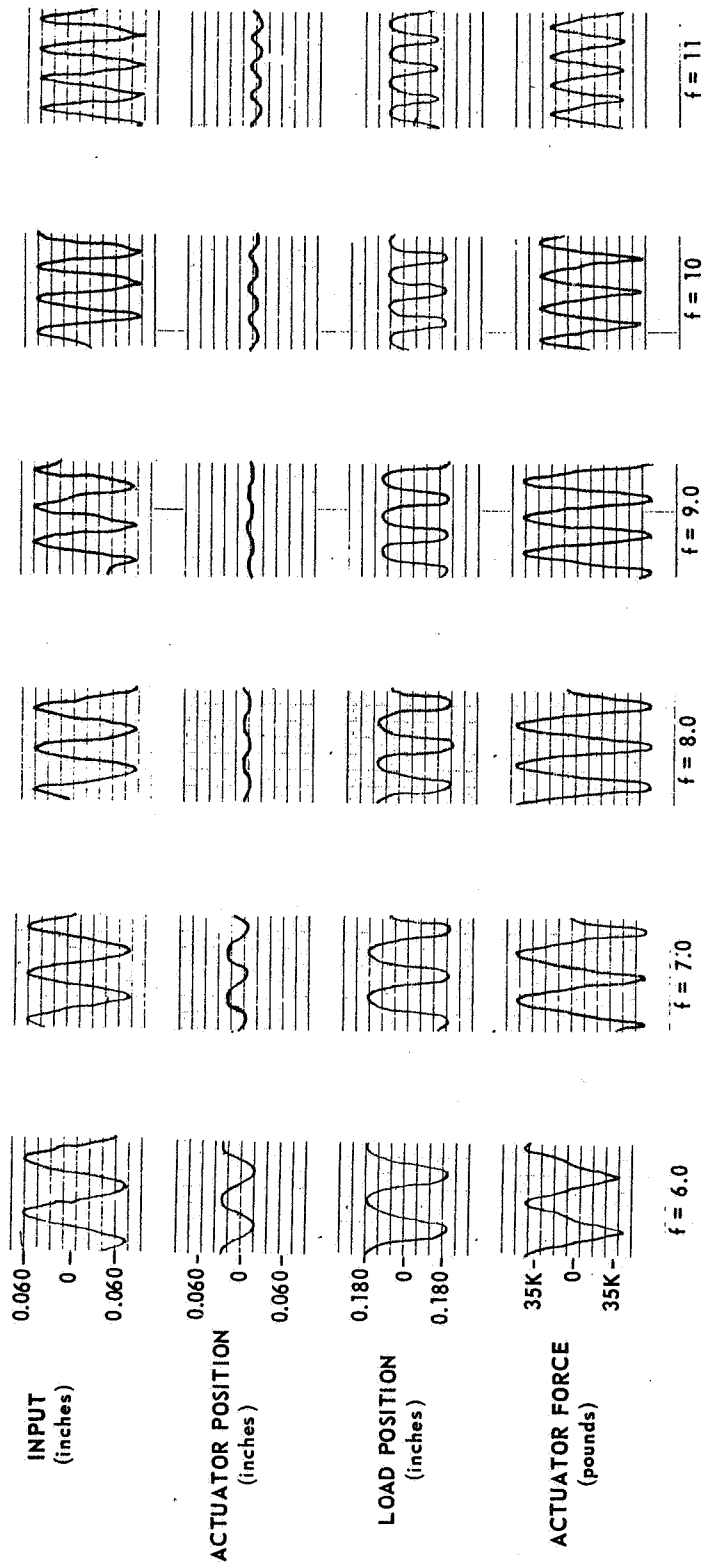 INPUT
(inches)
0.060
0
0.060
ACTUATOR POSITION
(inches)
0.060
0
0.060
LOAD POSITION
(inches)
0.180
0
0.180
ACTUATOR FORCE
(pounds)
35K
0
35K
f = 6.0
f = 7.0
f = 8.0
f = 9.0
f = 10
f = 11